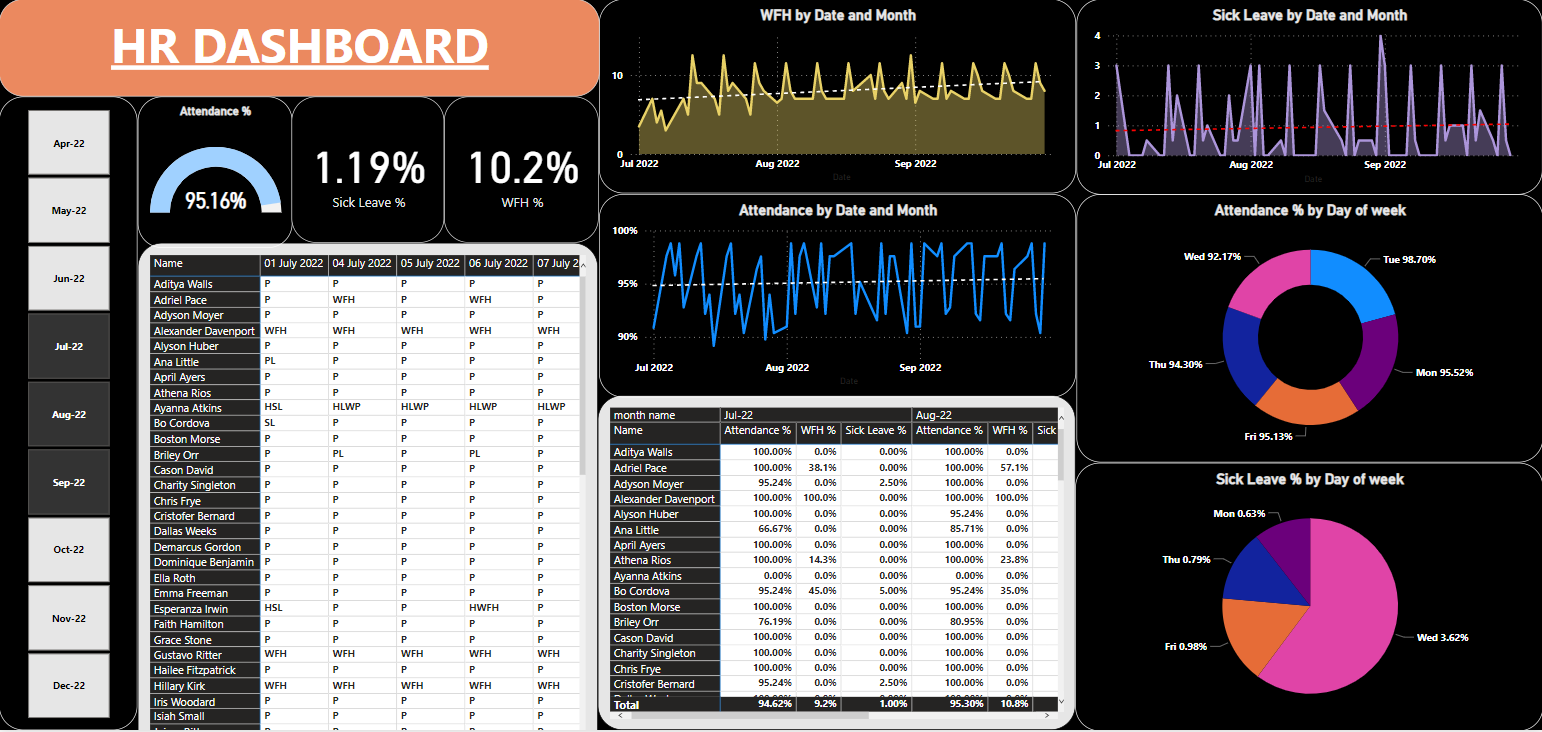 HR DASHBOARD
Apr-22
May-22
Jun-22
Jul-22
Aug-22
Sep-22
Oct-22
Nov-22
Dec-22
Attendance %
95.16%
1.19%
Sick Leave %
10.2%
WFH %
Name 01 July 2022 04 July 2022 05 July 2022 06 July 2022 07 July 2
Aditya Walls P P P P P
Adriel Pace P WFH P WFH P
Adyson Moyer P P P P P
Alexander Davenport WFH WFH WFH WFH WFH
Alyson Huber P P P P P
Ana Little PL P P P P
April Ayers P P P P P
Athena Rios P P P P P
Ayanna Atkins HSL HLWP HLWP HLWP HLWP
Bo Cordova SL P P P P
Boston Morse P P P P P
Briley Orr P PL P PL P
Cason David P P P P P
Charity Singleton P P P P P
Chris Frye P P P P P
Cristofer Bernard P P P P P
Dallas Weeks P P P P P
Demarcus Gordon P P P P P
Dominique Benjamin P P P P P
Ella Roth P P P P P
Emma Freeman P P P P P
Esperanza Irwin HSL P P HWFH P
Faith Hamilton P P P P P
Grace Stone P P P P P
Gustavo Ritter WFH WFH WFH WFH WFH
Hailee Fitzpatrick P P P P P
Hillary Kirk WFH WFH WFH WFH WFH
Iris Woodard P P P P P
Isiah Small P P P P P
WFH by Date and Month
10
0
Jul 2022 Aug 2022 Sep 2022
Date
Attendance by Date and Month
100%
95%
90%
Jul 2022 Aug 2022 Sep 2022
Date
month name Jul-22 Aug-22
Name Attendance % WFH % Sick Leave % Attendance % WFH % Sick
Aditya Walls 100.00% 0.0% 0.00% 100.00% 0.0%
Adriel Pace 100.00% 38.1% 0.00% 100.00% 57.1%
Adyson Moyer 95.24% 0.0% 2.50% 95.24% 0.0%
Alexander Davenport 100.00% 100.0% 0.00% 100.00% 100.0%
Alyson Huber 100.00% 0.0% 0.00% 95.24% 0.0%
Ana Little 66.67% 0.0% 0.00% 85.71% 0.0%
April Ayers 100.00% 0.0% 0.00% 100.00% 0.0%
Athena Rios 100.00% 14.3% 0.00% 100.00% 23.8%
Ayanna Atkins 0.00% 0.0% 0.00% 0.00% 0.0%
Bo Cordova 95.24% 45.0% 5.00% 95.24% 35.0%
Boston Morse 100.00% 0.0% 0.00% 100.00% 0.0%
Briley Orr 76.19% 0.0% 0.00% 80.95% 0.0%
Cason David 100.00% 0.0% 0.00% 100.00% 0.0%
Charity Singleton 100.00% 0.0% 0.00% 100.00% 0.0%
Chris Frye 100.00% 0.0% 0.00% 100.00% 0.0%
Cristofer Bernard 95.24% 0.0% 2.50% 100.00% 0.0%
Total 94.62% 9.2% 1.00% 95.30% 10.8%
Sick Leave by Date and Month
4
3
2
1
0
Jul 2022 Aug 2022 Sep 2022
Date
Attendance % by Day of week
Wed 92.17%
Tue 98.70%
Thu 94.30%
Mon 95.52%
Fri 95.13%
Sick Leave % by Day of week
Mon 0.63%
Thu 0.79%
Fri 0.98%
Wed 3.62%